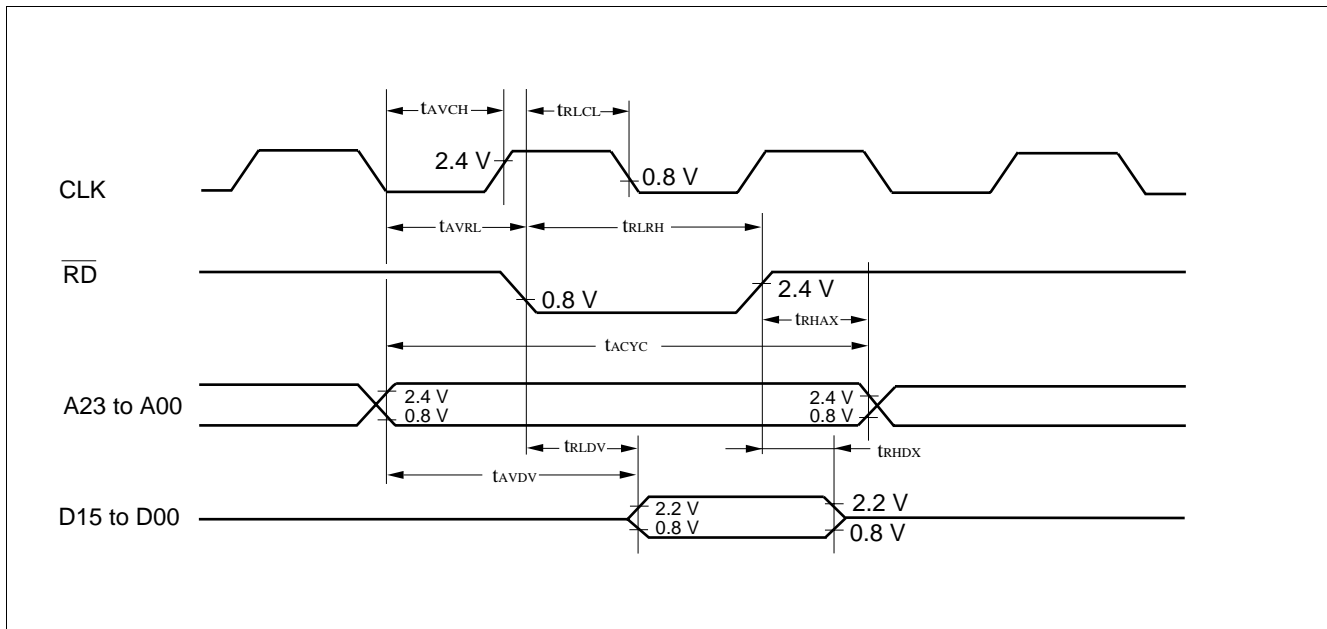 tAVCH
tRLCL
2.4 V
0.8 V
CLK
tAVRL
tRLRH
RD
0.8 V
2.4 V
tRHAX
tACYC
A23 to A00
2.4 V
0.8 V
2.4 V
0.8 V
tRLDV
tRHDX
tAVDV
D15 to D00
2.2 V
0.8 V
2.2 V
0.8 V